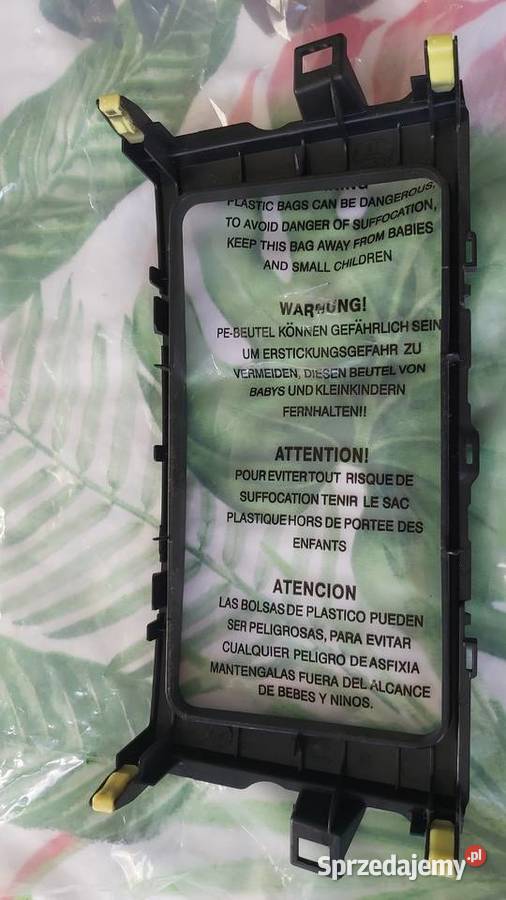 PLASTIC BAGS CAN BE DANGEROUS,
TO AVOID DANGER OF SUFFOCATION,
KEEP THIS BAG AWAY FROM BABIES
AND SMALL CHILDREN
WARNUNG!
PE-BEUTEL KÖNNEN GEFÄHRLICH SEIN
UM ERSTICKUNGSGEFAHR ZU
VERMEIDEN, DIESEN BEUTEL VON
BABYS UND KLEINKINDERN
FERNHALTEN!!
ATTENTION!
POUR EVITER TOUT RISQUE DE
SUFFOCATION TENIR LE SAC
PLASTIQUE HORS DE PORTEE DES
ENFANTS
ATENCION
LAS BOLSAS DE PLASTICO PUEDEN
SER PELIGROSAS, PARA EVITAR
CUALQUIER PELIGRO DE ASFIXIA
MANTENGALAS FUERA DEL ALCANCE
DE BEBES Y NINOS.
Sprzedajemy.pl